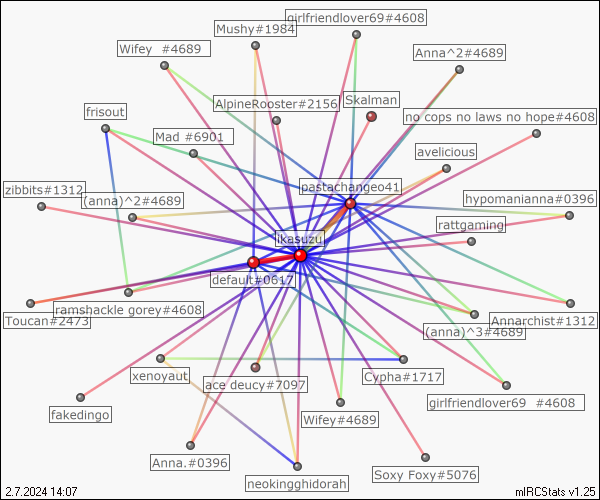 girlfriendlover69#4608
Mushy#1984
Wifey  #4689
Anna^2#4689
Skalman
AlpineRooster#2156
frisout
no cops no laws no hope#4608
Mad #6901
avelicious
pastachangeo41
zibbits#1312
(anna)^2#4689
hypomanianna#0396
rattgaming
ikasuzu
default#0617
ramshackle gorey#4608
Toucan#2473
Annarchist#1312
(anna)^3#4689
xenoyaut
Cypha#1717
ace deucy#7097
girlfriendlover69  #4608
fakedingo
Wifey#4689
Anna.#0396
Soxy Foxy#5076
neokingghidorah
2.7.2024 14:07
mIRCStats v1.25